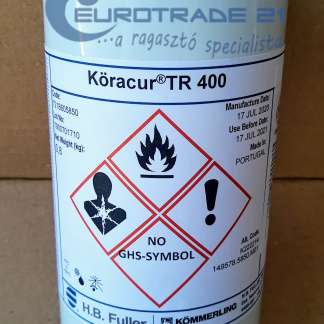 EUROTRADE 21
...a ragasztó specialista
Köracur®TR 400
Manufacture Date:
17 JUL 2020
Use Before Date:
17 JUL 2021
Made In:
PORTUGAL
NO
GHS-SYMBOL
H.B. Fuller
KÖMMERLING